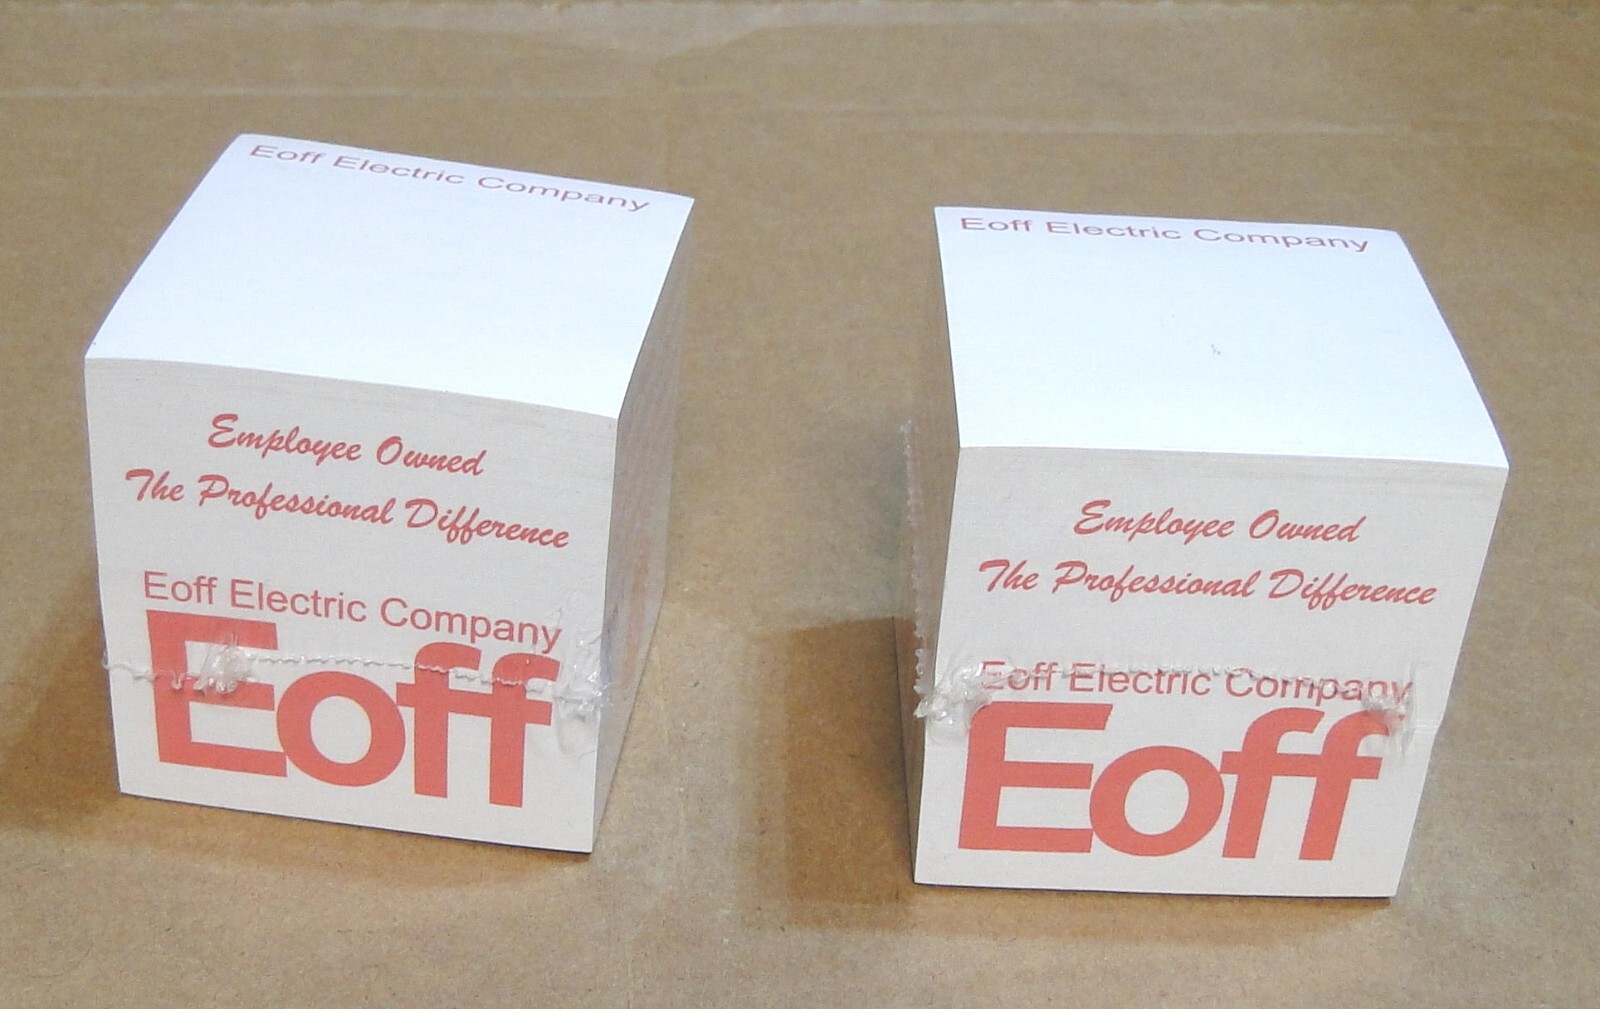 Eoff Electric Company
Employee Owned
The Professional Difference
Eoff Electric Company
Eoff
Eoff Electric Company
Employee Owned
The Professional Difference
Eoff Electric Company
Eoff